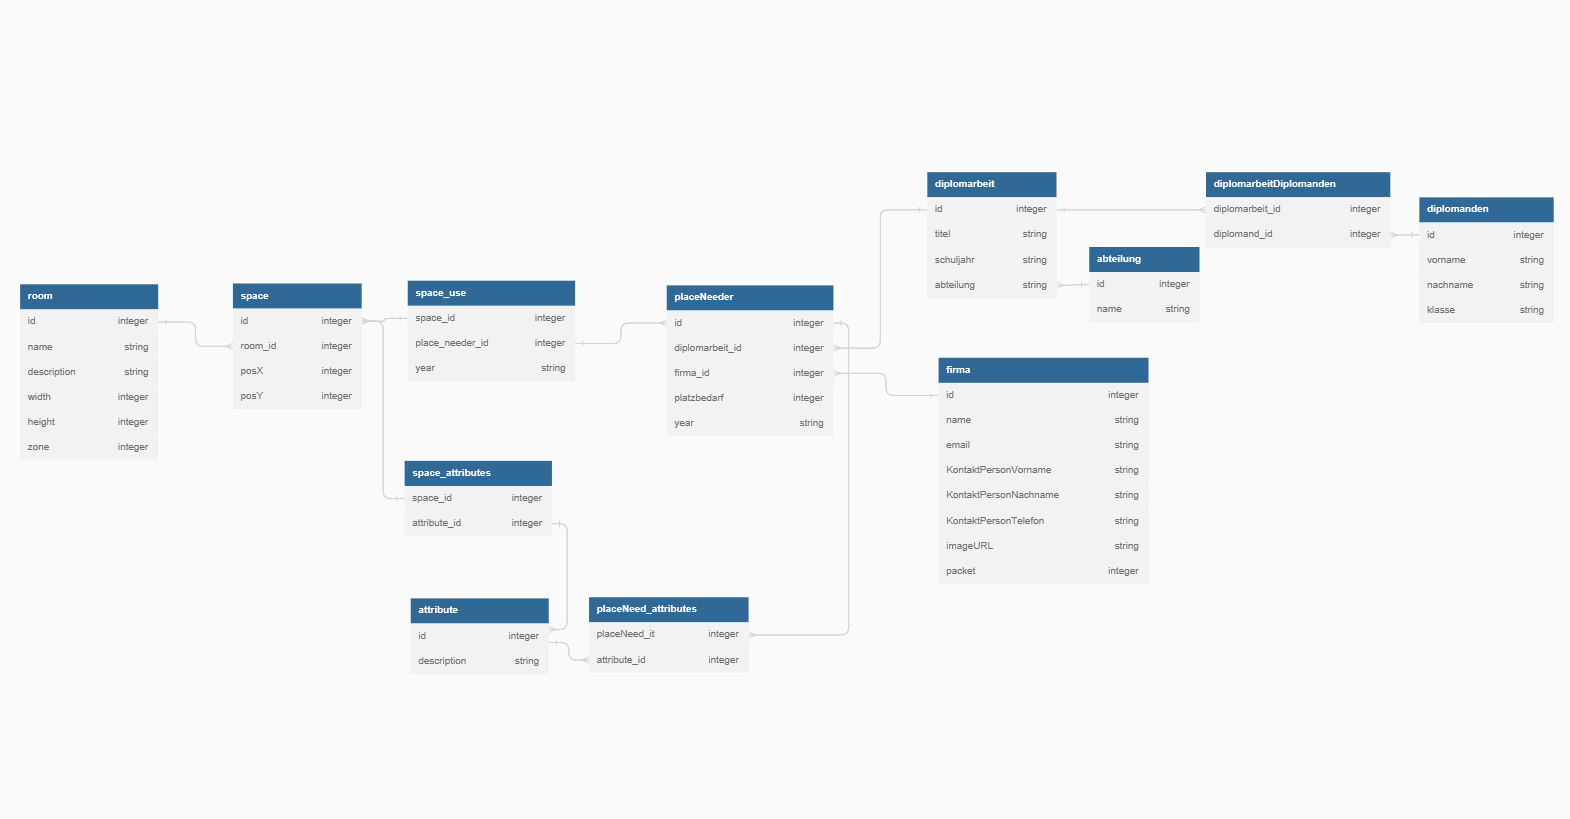 room
id integer
name string
description string
width integer
height integer
zone integer
space
id integer
room_id integer
posX integer
posY integer
space_use
space_id integer
place_needer_id integer
year string
space_attributes
space_id integer
attribute_id integer
attribute
id integer
description string
placeNeed_attributes
placeNeed_it integer
attribute_id integer
placeNeeder
id integer
diplomarbeit_id integer
firma_id integer
platzbedarf integer
year string
diplomarbeit
id integer
titel string
schuljahr string
abteilung string
abteilung
id integer
name string
diplomarbeitDiplomanden
diplomarbeit_id integer
diplomand_id integer
diplomanden
id integer
vorname string
nachname string
klasse string
firma
id integer
name string
email string
KontaktPersonVorname string
KontaktPersonNachname string
KontaktPersonTelefon string
imageURL string
packet integer